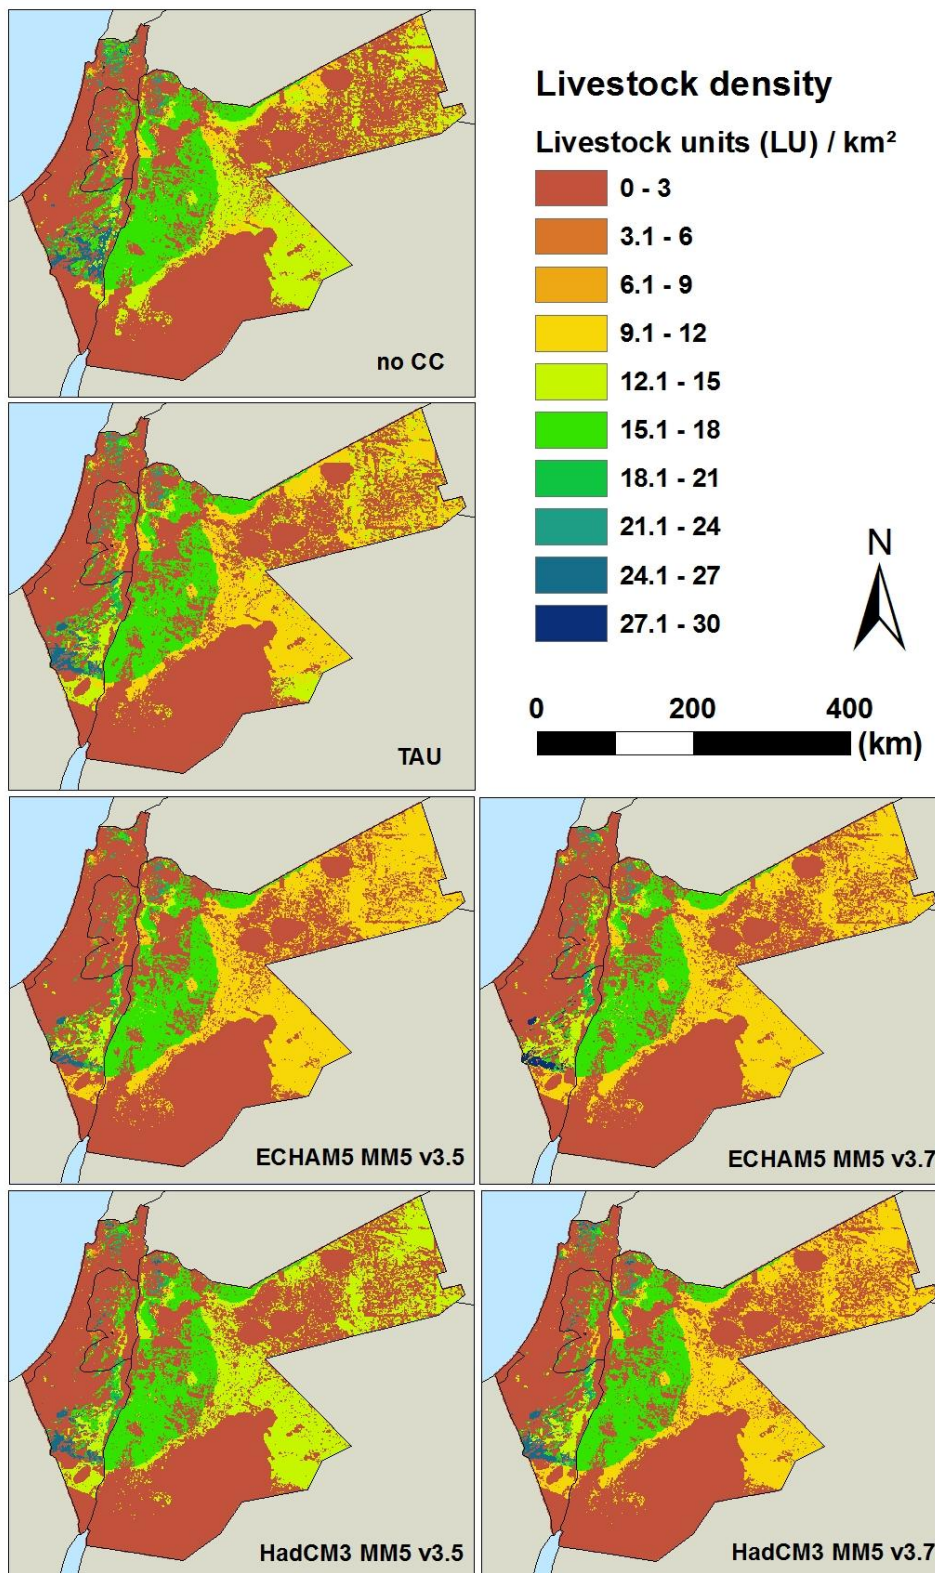 Livestock density
Livestock units (LU) / km²
0 - 3
3.1 - 6
6.1 - 9
9.1 - 12
12.1 - 15
15.1 - 18
18.1 - 21
21.1 - 24
24.1 - 27
27.1 - 30
N
0 200 400
(km)
no CC
TAU
ECHAM5 MM5 v3.5
ECHAM5 MM5 v3.7
HadCM3 MM5 v3.5
HadCM3 MM5 v3.7